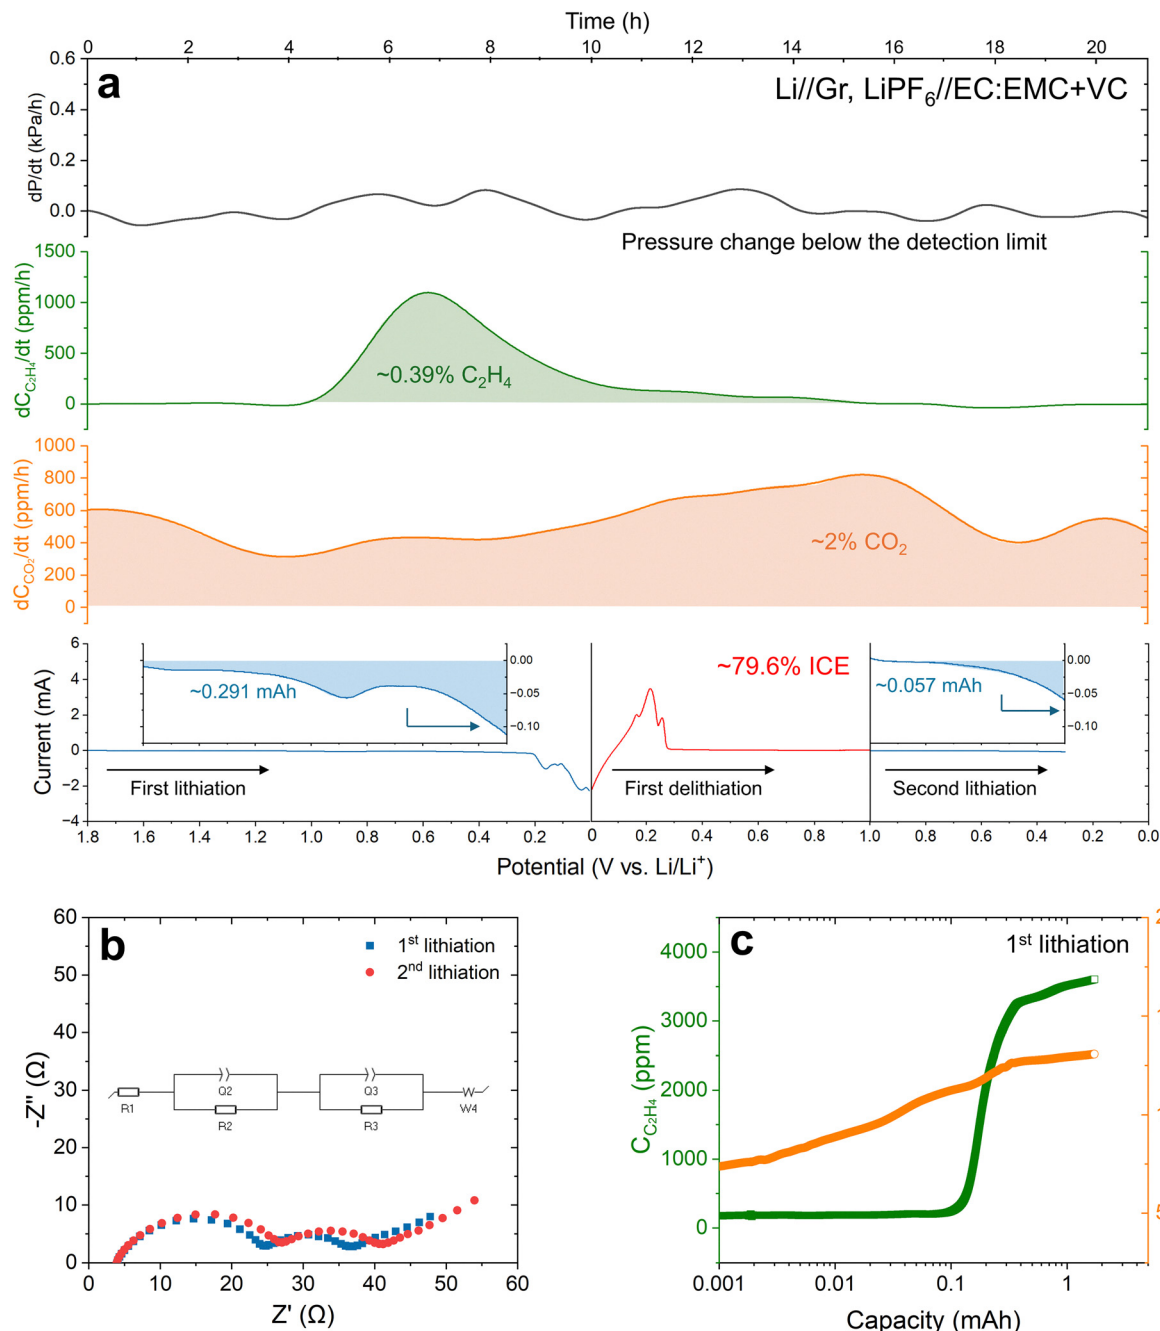 Time (h)
0 2 4 6 8 10 12 14 16 18 20
a
Li//Gr, LiPF6//EC:EMC+VC
dP/dt (kPa/h)
0.6
0.4
0.2
0.0
Pressure change below the detection limit
dC_C2H4/dt (ppm/h)
1500
1000
500
0
~0.39% C2H4
dC_CO2/dt (ppm/h)
1000
800
600
400
200
0
~2% CO2
Current (mA)
6
4
2
0
−2
−4
~0.291 mAh
0.00
−0.05
−0.10
First lithiation
~79.6% ICE
First delithiation
~0.057 mAh
0.00
−0.05
−0.10
Second lithiation
1.8 1.6 1.4 1.2 1.0 0.8 0.6 0.4 0.2 0 0.2 0.4 0.6 0.8 1.0 0.8 0.6 0.4 0.2 0.0
Potential (V vs. Li/Li+)
b
1st lithiation
2nd lithiation
-Z" (Ω)
60
50
40
30
20
10
0
Q2 Q3
R1 W W4
R2 R3
0 10 20 30 40 50 60
Z' (Ω)
c
1st lithiation
C_C2H4 (ppm)
4000
3000
2000
1000
0
0.001 0.01 0.1 1
Capacity (mAh)